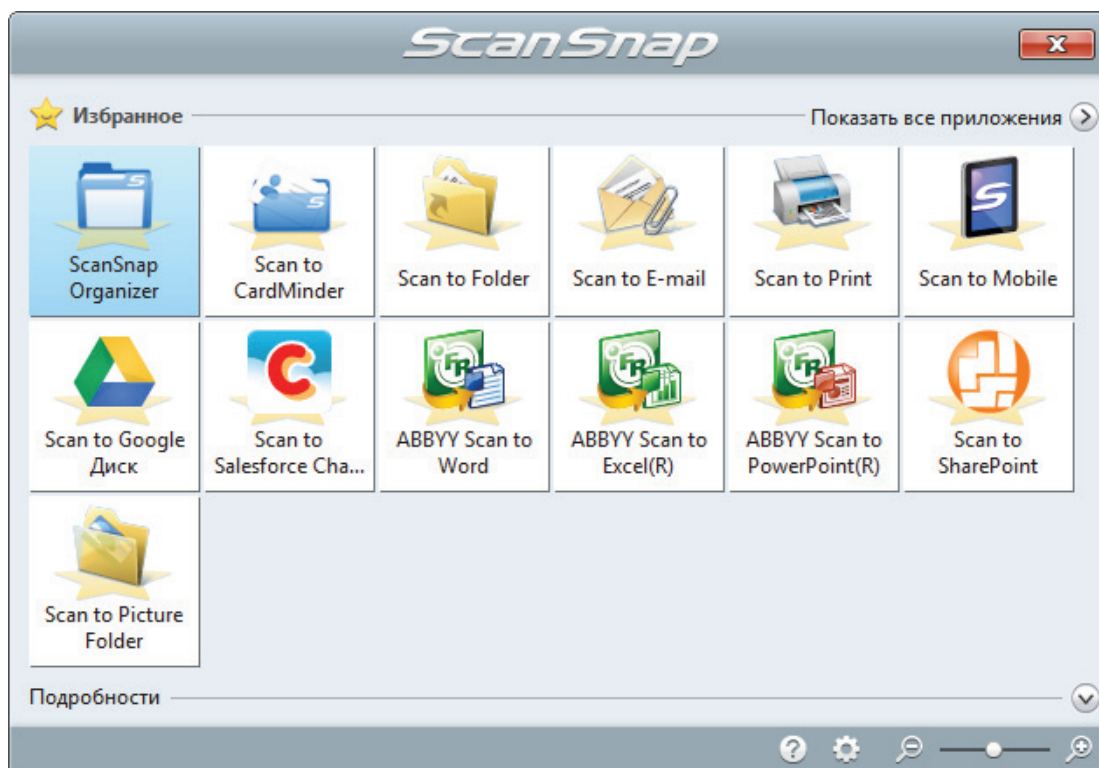 ScanSnap
Избранное
Показать все приложения
ScanSnap
Organizer
Scan to
CardMinder
Scan to Folder
Scan to E-mail
Scan to Print
Scan to Mobile
Scan to Google
Диск
Scan to
Salesforce Cha...
ABBYY Scan to
Word
ABBYY Scan to
Excel(R)
ABBYY Scan to
PowerPoint(R)
Scan to
SharePoint
Scan to Picture
Folder
Подробности